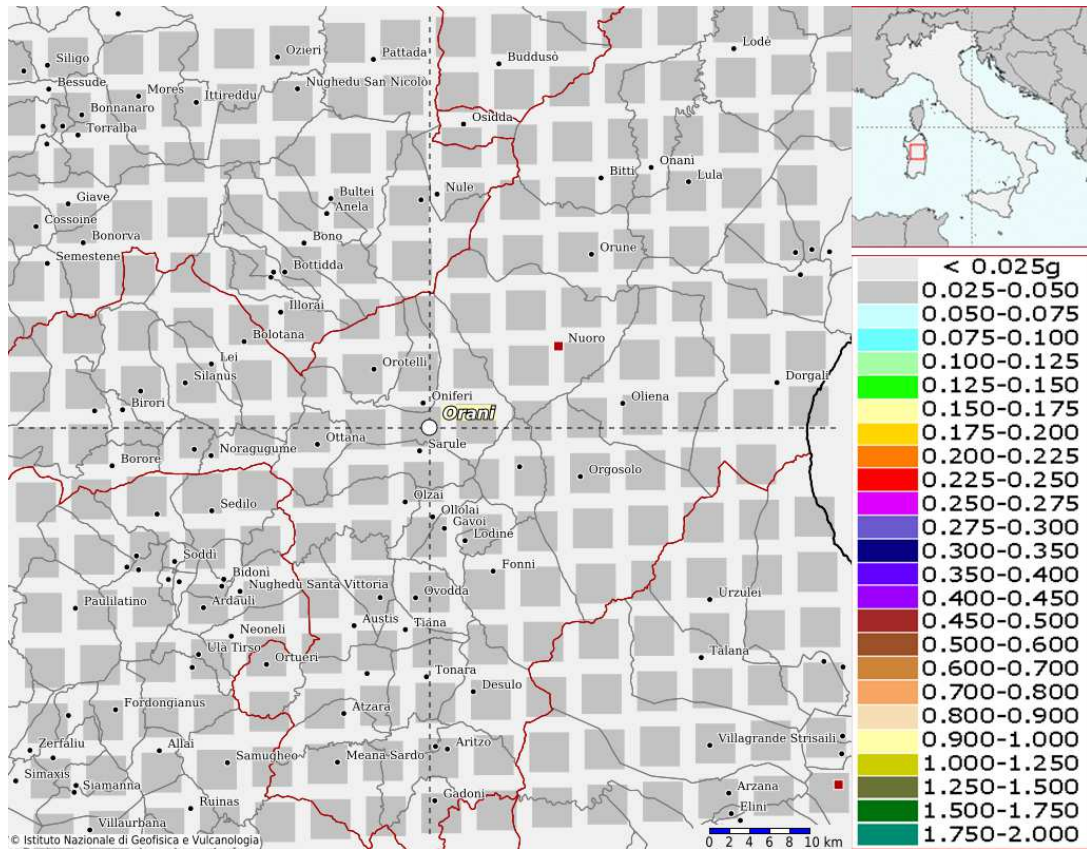 Ozieri
Pattada
Buddusò
Lodé
Siligo
Bessude
Mores
Ittireddu
Nughedu San Nicolò
Bonnanaro
Torralba
Osidda
Onanì
Bitti
Lula
Giave
Bultei
Anela
Nule
Cossoine
Bonorva
Bono
Orune
Semestene
Bottidda
Illorai
Bolotana
Nuoro
Lei
Silanus
Orotelli
Dorgali
Birori
Oniferi
Orani
Oliena
Ottana
Sarule
Noragugume
Borore
Orgosolo
Sedilo
Olzai
Ollolai
Gavoi
Lodine
Soddì
Fonni
Bidonì
Nughedu Santa Vittoria
Paulilatino
Ardauli
Ovodda
Urzulei
Neoneli
Austis
Tiana
Ula Tirso
Ortueri
Tonara
Talana
Desulo
Fordongianus
Atzara
Zerfaliu
Allai
Samugheo
Meana Sardo
Aritzo
Villagrande Strisaili
Simaxis
Siamanna
Ruinas
Gadoni
Arzana
Elini
Villaurbana
© Istituto Nazionale di Geofisica e Vulcanologia
0 2 4 6 8 10 km
< 0.025g
0.025-0.050
0.050-0.075
0.075-0.100
0.100-0.125
0.125-0.150
0.150-0.175
0.175-0.200
0.200-0.225
0.225-0.250
0.250-0.275
0.275-0.300
0.300-0.350
0.350-0.400
0.400-0.450
0.450-0.500
0.500-0.600
0.600-0.700
0.700-0.800
0.800-0.900
0.900-1.000
1.000-1.250
1.250-1.500
1.500-1.750
1.750-2.000